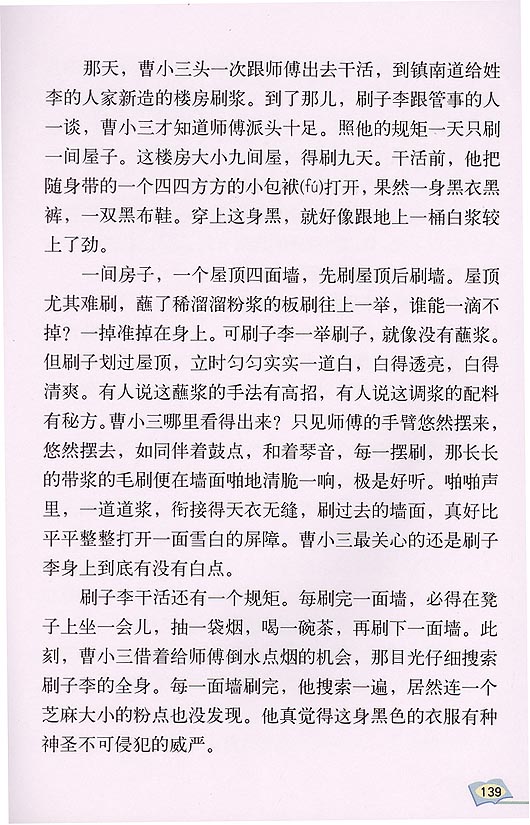 那天，曹小三头一次跟师傅出去干活，到镇南道给姓
李的人家新造的楼房刷浆。到了那儿，刷子李跟管事的人
一谈，曹小三才知道师傅派头十足。照他的规矩一天只刷
一间屋子。这楼房大小九间屋，得刷九天。干活前，他把
随身带的一个四四方方的小包袱(fú)打开，果然一身黑衣黑
裤，一双黑布鞋。穿上这身黑，就好像跟地上一桶白浆较
上了劲。
一间房子，一个屋顶四面墙，先刷屋顶后刷墙。屋顶
尤其难刷，蘸了稀溜溜粉浆的板刷往上一举，谁能一滴不
掉？一掉准掉在身上。可刷子李一举刷子，就像没有蘸浆。
但刷子划过屋顶，立时匀匀实实一道白，白得透亮，白得
清爽。有人说这蘸浆的手法有高招，有人说这调浆的配料
有秘方。曹小三哪里看得出来？只见师傅的手臂悠然摆来，
悠然摆去，如同伴着鼓点，和着琴音，每一摆刷，那长长
的带浆的毛刷便在墙面啪地清脆一响，极是好听。啪啪声
里，一道道浆，衔接得天衣无缝，刷过去的墙面，真好比
平平整整打开一面雪白的屏障。曹小三最关心的还是刷子
李身上到底有没有白点。
刷子李干活还有一个规矩。每刷完一面墙，必得在凳
子上坐一会儿，抽一袋烟，喝一碗茶，再刷下一面墙。此
刻，曹小三借着给师傅倒水点烟的机会，那目光仔细搜索
刷子李的全身。每一面墙刷完，他搜索一遍，居然连一个
芝麻大小的粉点也没发现。他真觉得这身黑色的衣服有种
神圣不可侵犯的威严。
139